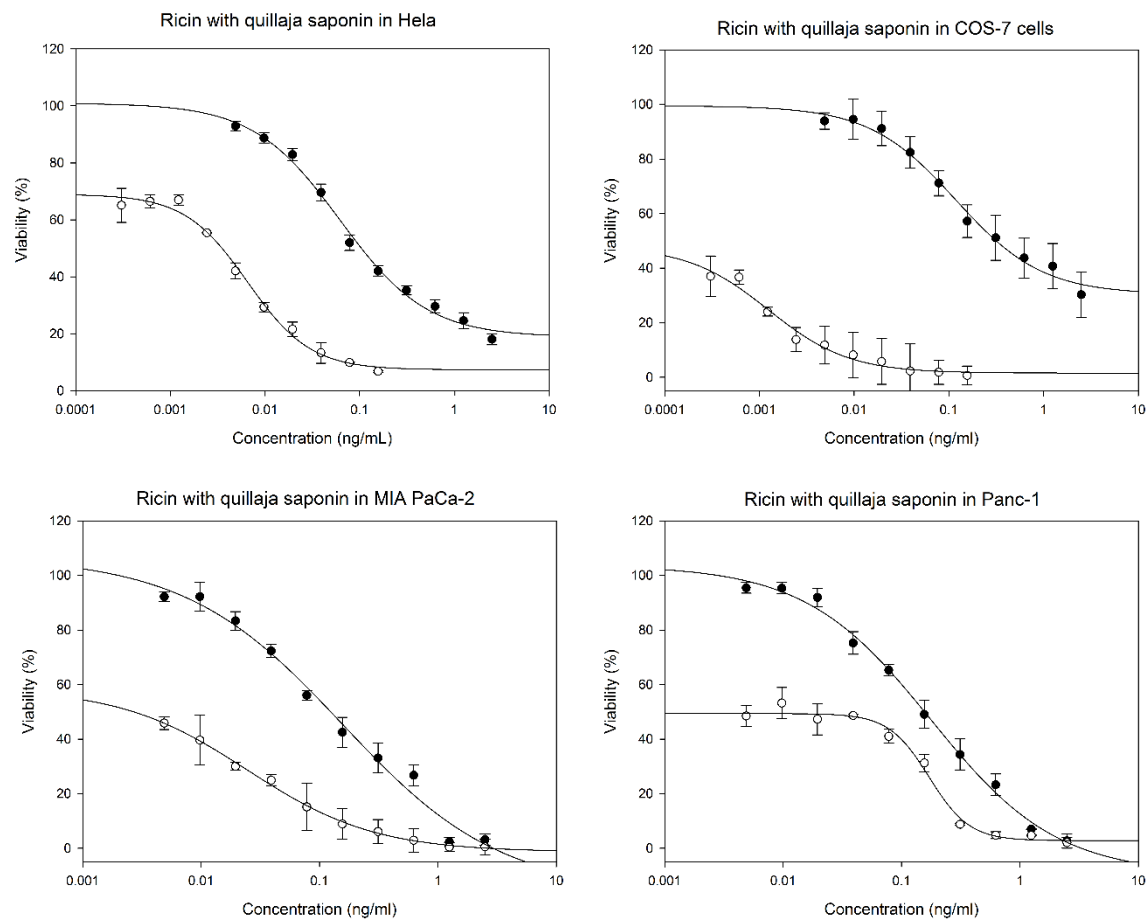 Ricin with quillaja saponin in Hela
120
100
80
60
40
20
0
Viability (%)
0.0001 0.001 0.01 0.1 1 10
Concentration (ng/mL)
Ricin with quillaja saponin in COS-7 cells
120
100
80
60
40
20
0
Viability (%)
0.0001 0.001 0.01 0.1 1 10
Concentration (ng/ml)
Ricin with quillaja saponin in MIA PaCa-2
120
100
80
60
40
20
0
Viability (%)
0.001 0.01 0.1 1 10
Concentration (ng/ml)
Ricin with quillaja saponin in Panc-1
120
100
80
60
40
20
0
Viability (%)
0.001 0.01 0.1 1 10
Concentration (ng/ml)